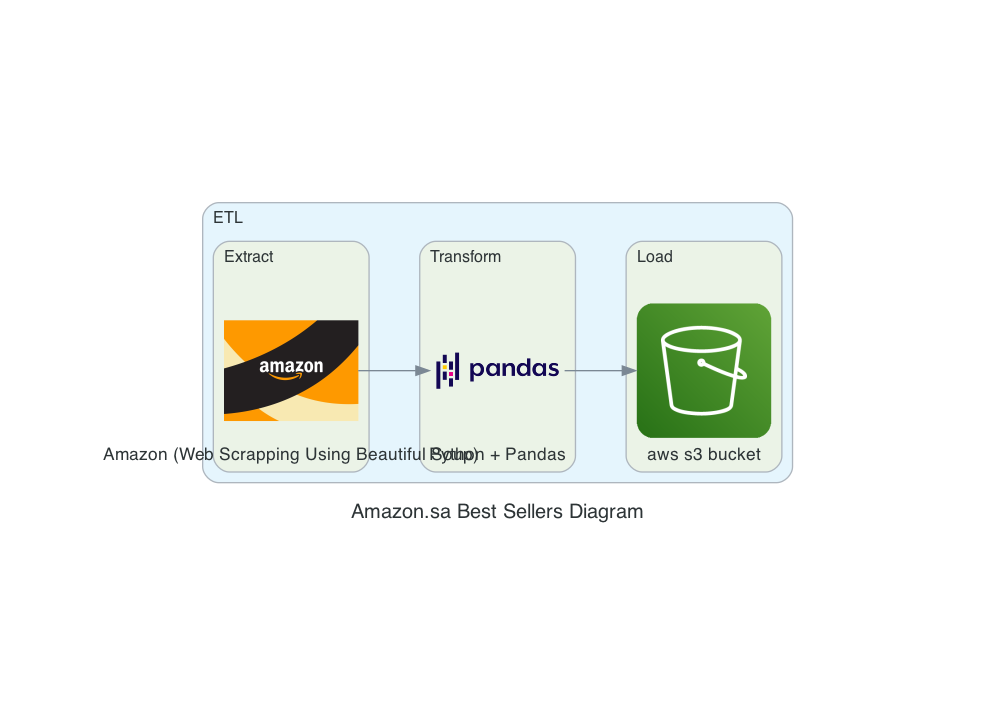 ETL
Extract
Transform
Load
amazon
pandas
Amazon (Web Scrapping Using Beautiful Soup)
Python + Pandas
aws s3 bucket
Amazon.sa Best Sellers Diagram